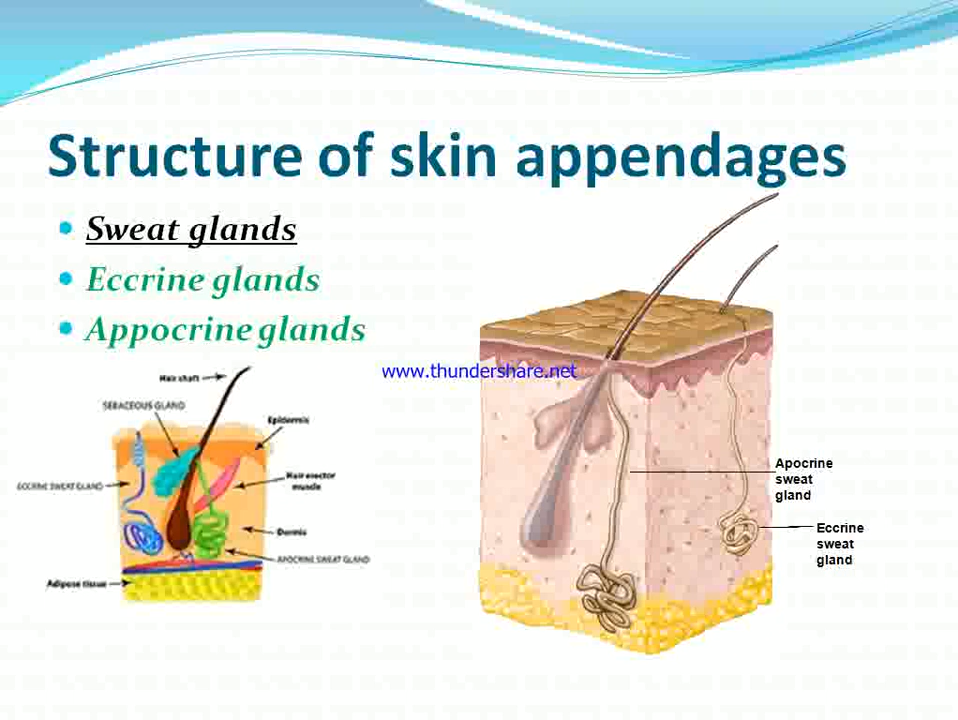 Structure of skin appendages
Sweat glands
Eccrine glands
Appocrine glands
www.thundershare.net
Hair shaft
SEBACEOUS GLAND
Epidermis
ECCRINE SWEAT GLAND
Hair erector
muscle
Dermis
APOCRINE SWEAT GLAND
Adipose tissue
Apocrine
sweat
gland
Eccrine
sweat
gland